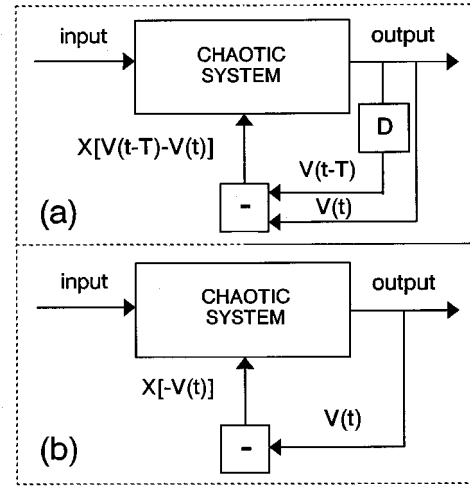 input
CHAOTIC
SYSTEM
output
X[V(t-T)-V(t)]
D
V(t-T)
V(t)
-
(a)
input
CHAOTIC
SYSTEM
output
X[-V(t)]
V(t)
-
(b)